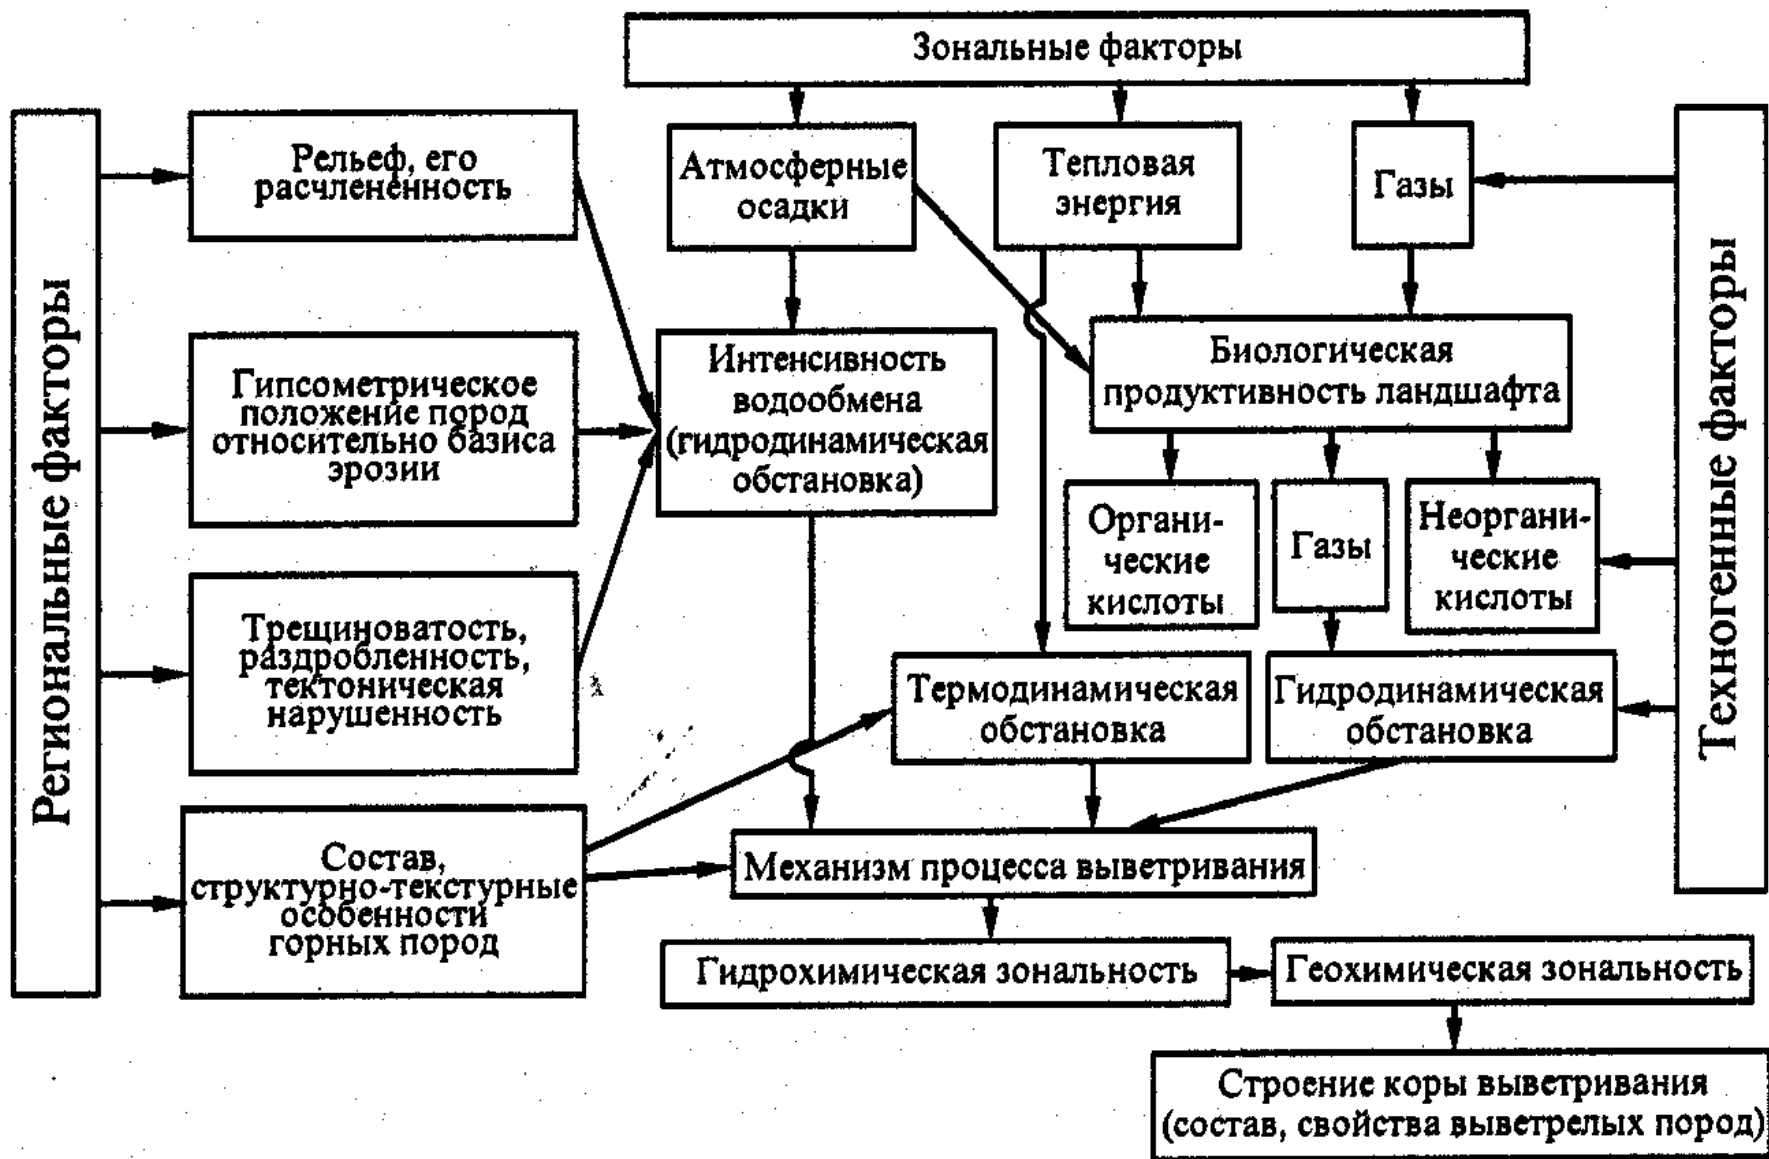 Зональные факторы
Региональные факторы
Рельеф, его
расчлененность
Атмосферные
осадки
Тепловая
энергия
Газы
Техногенные факторы
Гипсометрическое
положение пород
относительно базиса
эрозии
Интенсивность
водообмена
(гидродинамическая
обстановка)
Биологическая
продуктивность ландшафта
Органи-
ческие
кислоты
Газы
Неоргани-
ческие
кислоты
Трещиноватость,
раздробленность,
тектоническая
нарушенность
Термодинамическая
обстановка
Гидродинамическая
обстановка
Состав,
структурно-текстурные
особенности
горных пород
Механизм процесса выветривания
Гидрохимическая зональность
Геохимическая зональность
Строение коры выветривания
(состав, свойства выветрелых пород)